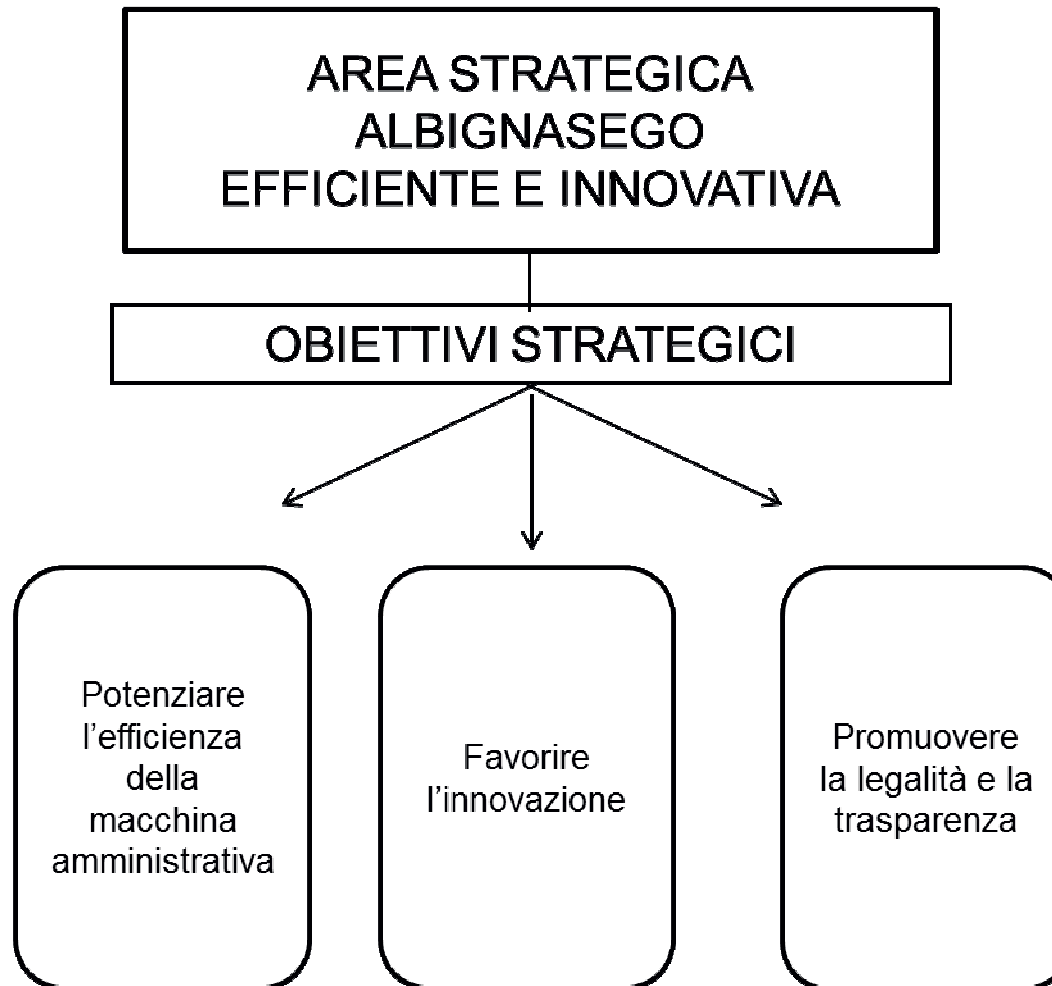 AREA STRATEGICA
ALBIGNASEGO
EFFICIENTE E INNOVATIVA
OBIETTIVI STRATEGICI
Potenziare
l’efficienza
della
macchina
amministrativa
Favorire
l’innovazione
Promuovere
la legalità e la
trasparenza